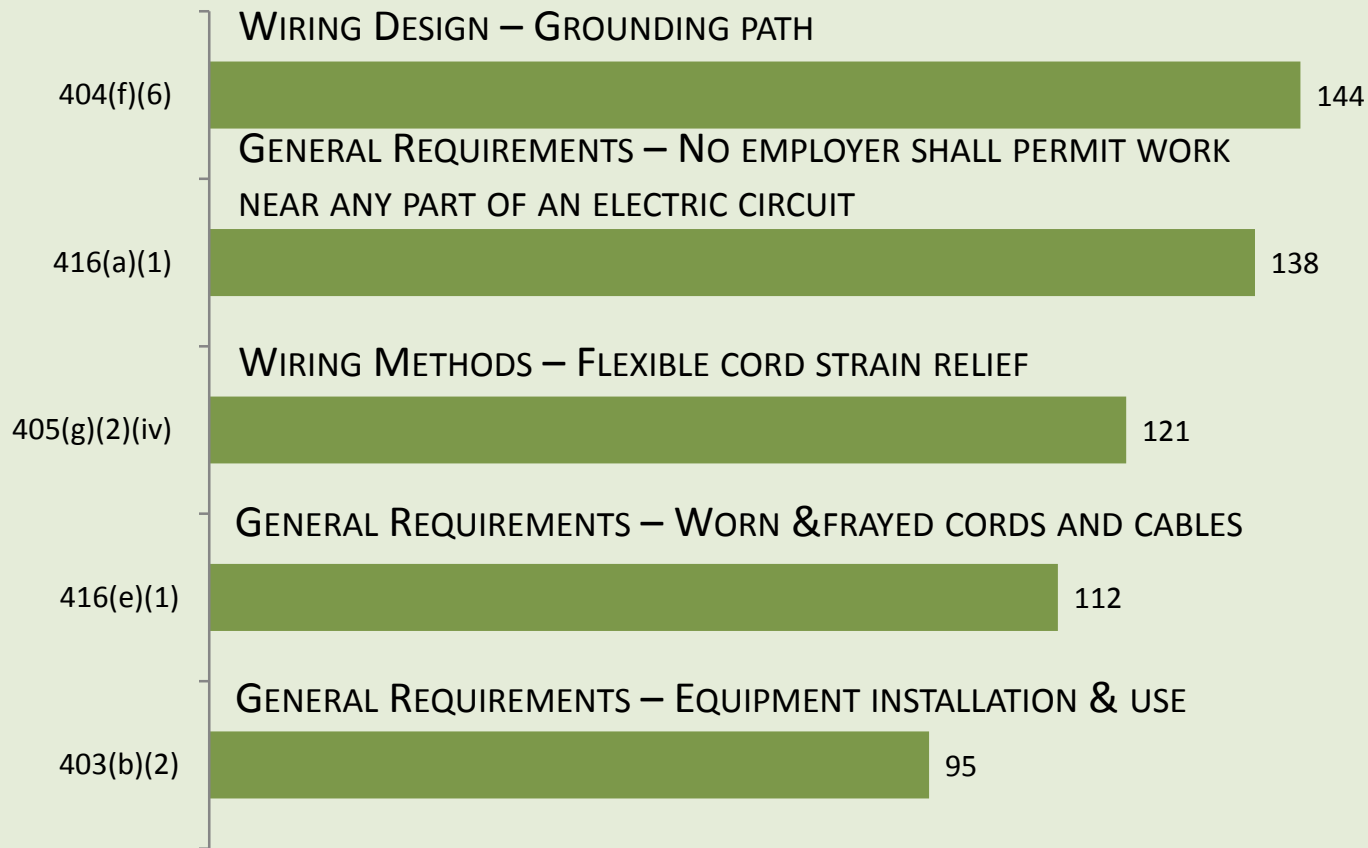 Wiring Design – Grounding path
404(f)(6)
144
General Requirements – No employer shall permit work
near any part of an electric circuit
416(a)(1)
138
Wiring Methods – Flexible cord strain relief
405(g)(2)(iv)
121
General Requirements – Worn &frayed cords and cables
416(e)(1)
112
General Requirements – Equipment installation & use
403(b)(2)
95